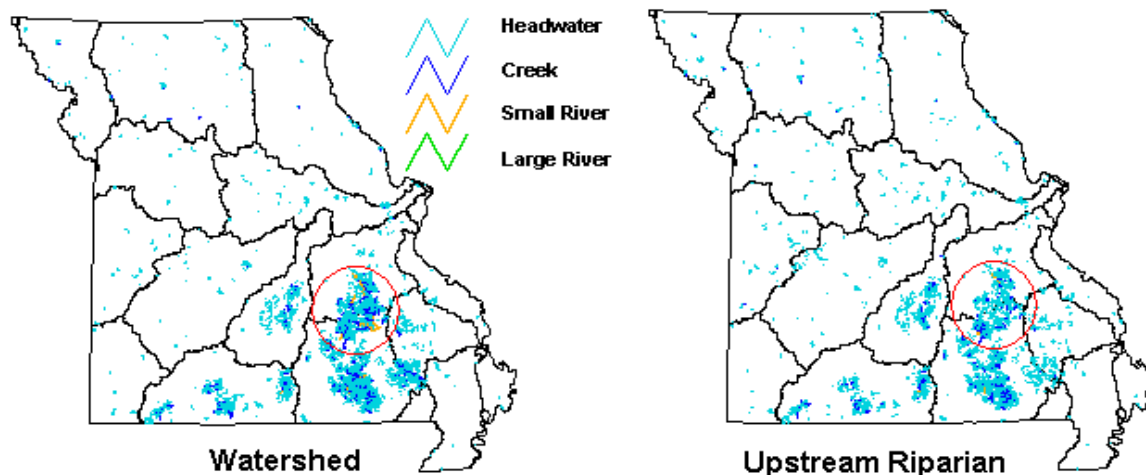 Headwater
Creek
Small River
Large River
Watershed
Upstream Riparian